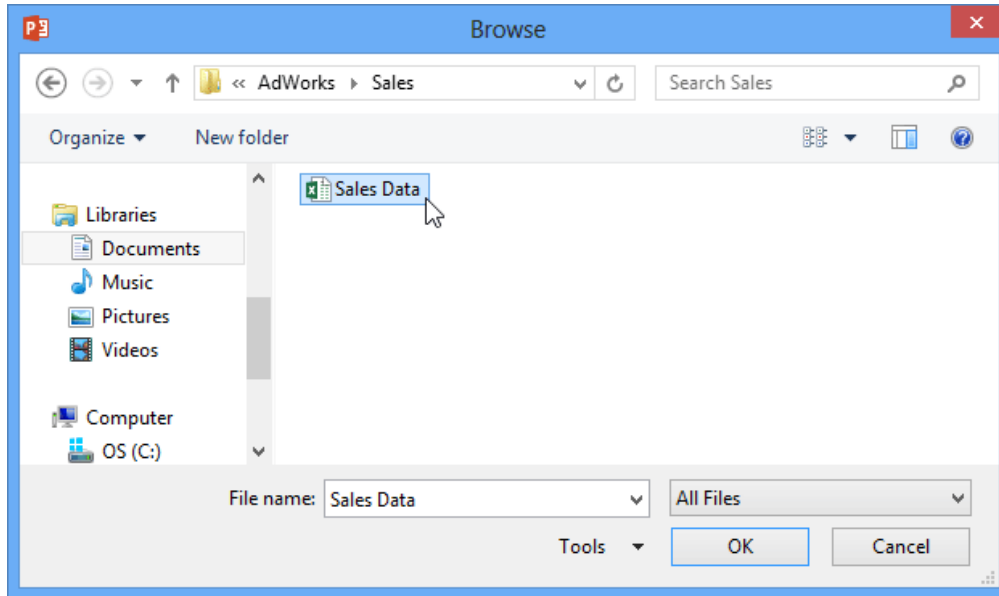 Browse
« AdWorks Sales
Search Sales
Organize
New folder
Sales Data
Libraries
Documents
Music
Pictures
Videos
Computer
OS (C:)
File name: Sales Data
All Files
Tools
OK
Cancel